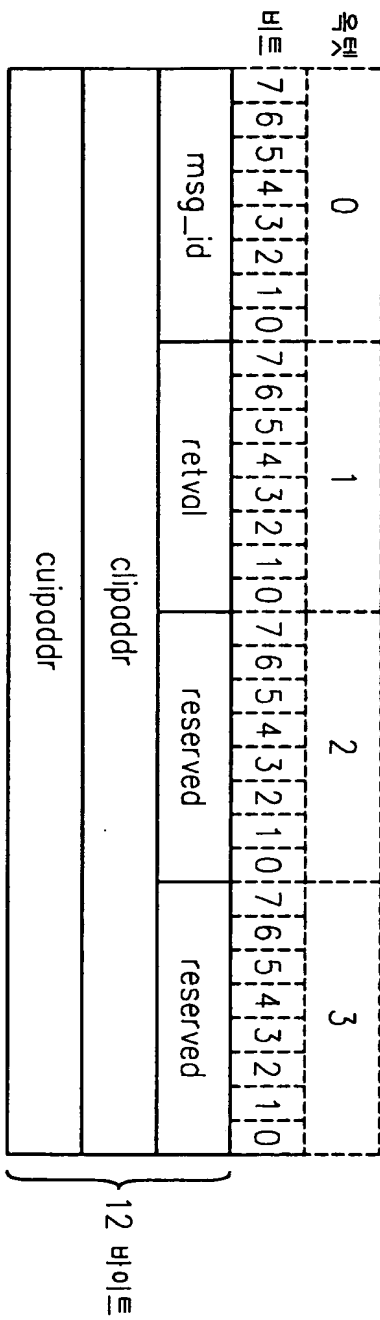 옥텟 0 1 2 3
비트 7 6 5 4 3 2 1 0 7 6 5 4 3 2 1 0 7 6 5 4 3 2 1 0 7 6 5 4 3 2 1 0
msg_id retval reserved reserved
clipaddr
cuipaddr
12 바이트